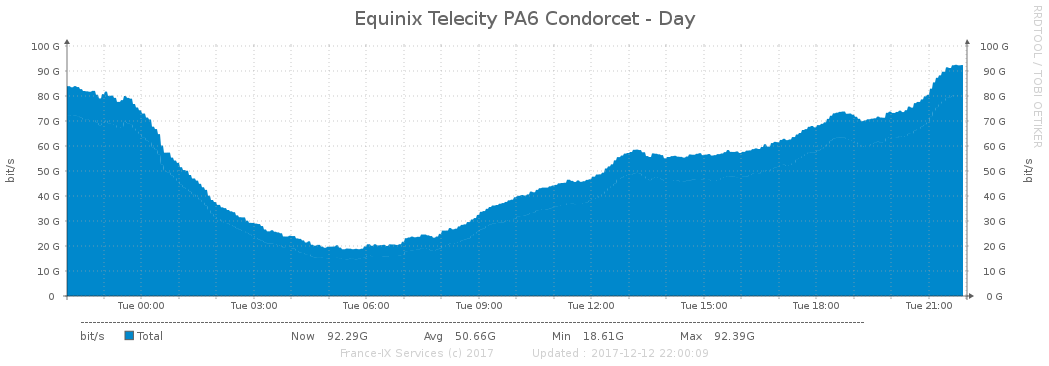 Equinix Telecity PA6 Condorcet - Day
RRDTOOL / TOBI OETIKER
100 G 100 G
90 G 90 G
80 G 80 G
70 G 70 G
60 G 60 G
50 G 50 G
40 G 40 G
30 G 30 G
20 G 20 G
10 G 10 G
0 0 G
bit/s
bit/s
Tue 00:00 Tue 03:00 Tue 06:00 Tue 09:00 Tue 12:00 Tue 15:00 Tue 18:00 Tue 21:00
bit/s Total Now 92.29G Avg 50.66G Min 18.61G Max 92.39G
France-IX Services (c) 2017 Updated : 2017-12-12 22:00:09